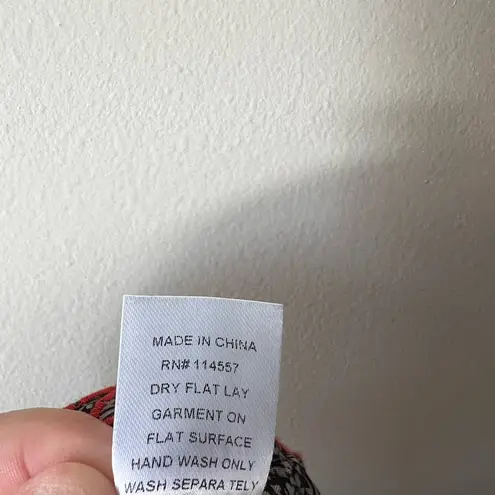 MADE IN CHINA
RN# 114557
DRY FLAT LAY
GARMENT ON
FLAT SURFACE
HAND WASH ONLY
WASH SEPARA TELY